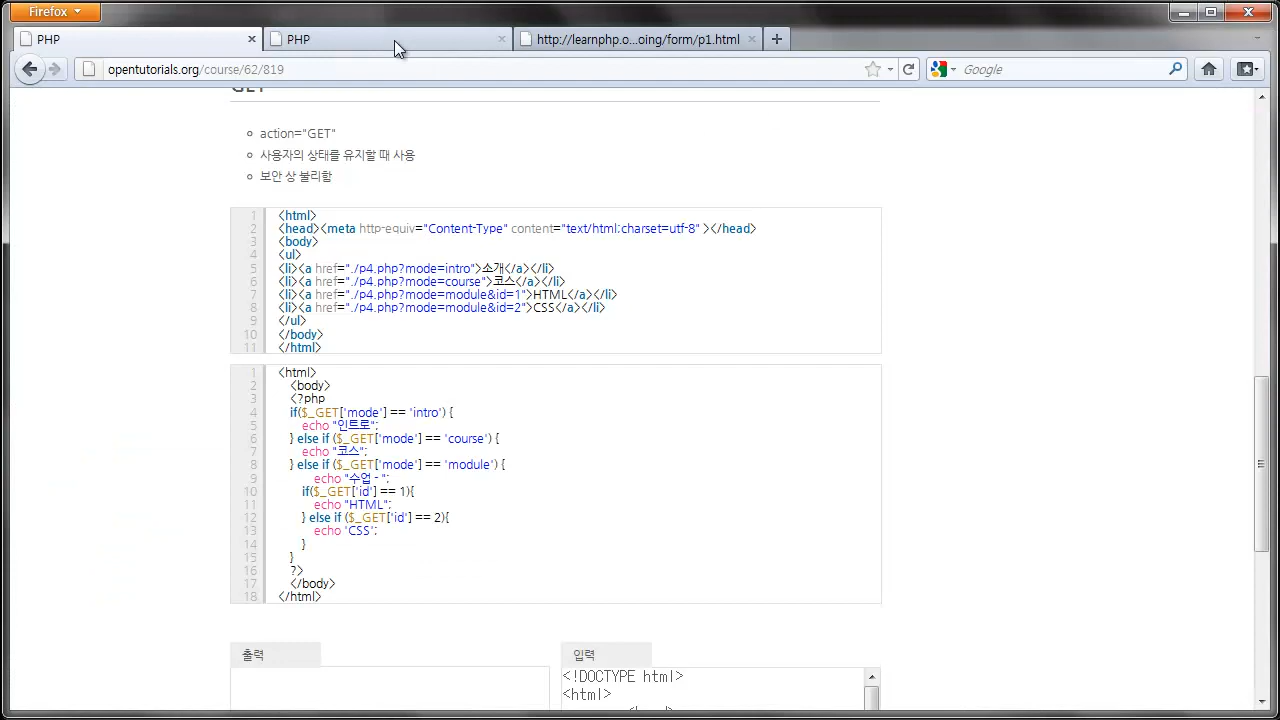 Firefox
PHP
PHP
http://learnphp.o...oing/form/p1.html
opentutorials.org/course/62/819
Google
GET
action="GET"
사용자의 상태를 유지할 때 사용
보안 상 불리함
1 <html>
2 <head><meta http-equiv="Content-Type" content="text/html;charset=utf-8" ></head>
3 <body>
4 <ul>
5 <li><a href="./p4.php?mode=intro">소개</a></li>
6 <li><a href="./p4.php?mode=course">코스</a></li>
7 <li><a href="./p4.php?mode=module&id=1">HTML</a></li>
8 <li><a href="./p4.php?mode=module&id=2">CSS</a></li>
9 </ul>
10 </body>
11 </html>
1 <html>
2 <body>
3 <?php
4 if($_GET['mode'] == 'intro') {
5 echo "인트로";
6 } else if ($_GET['mode'] == 'course') {
7 echo "코스";
8 } else if ($_GET['mode'] == 'module') {
9 echo "수업 - ";
10 if($_GET['id'] == 1){
11 echo "HTML";
12 } else if ($_GET['id'] == 2){
13 echo 'CSS';
14 }
15 }
16 ?>
17 </body>
18 </html>
출력
입력
<!DOCTYPE html>
<html>